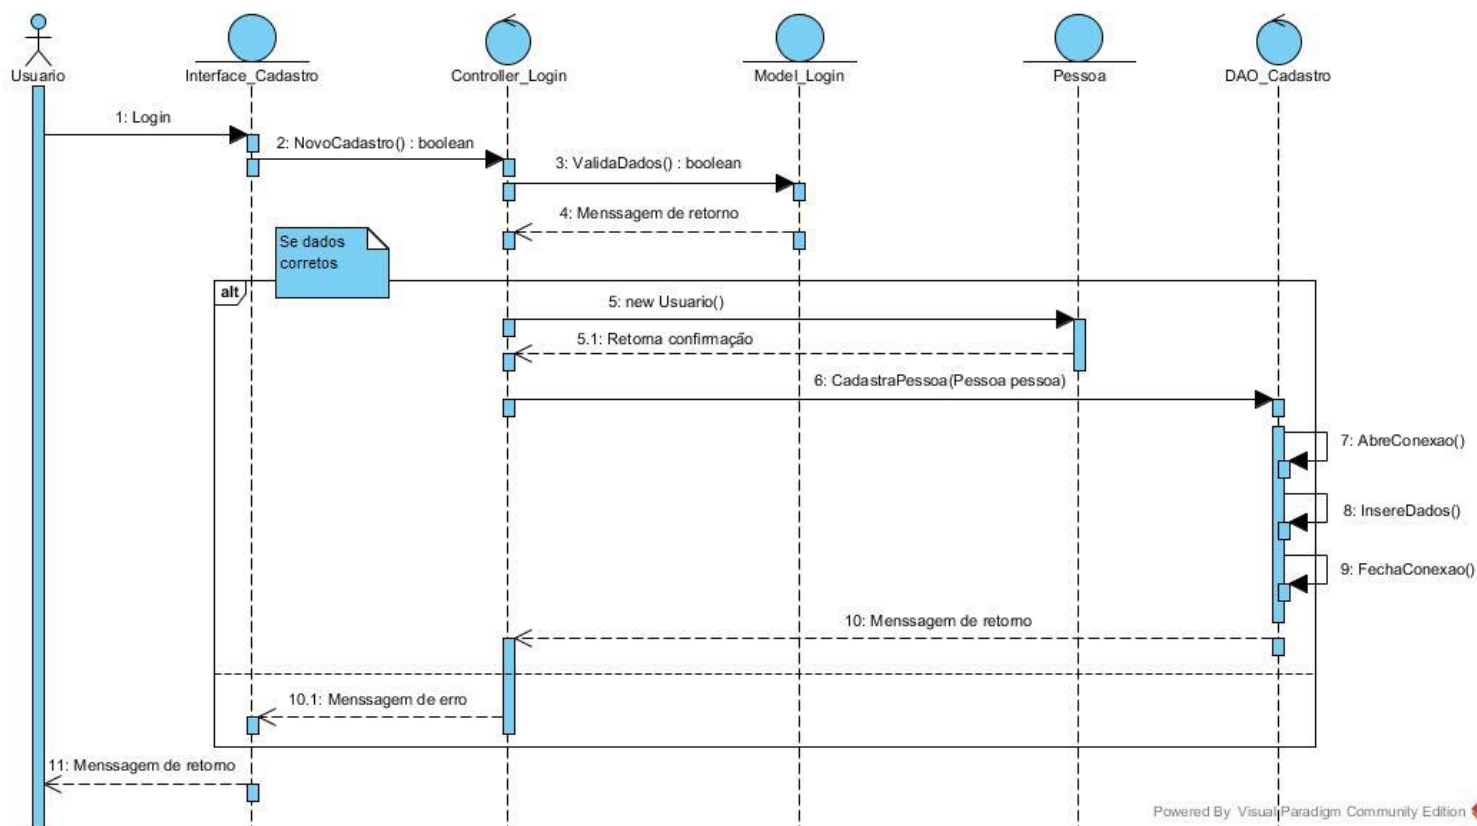 Usuario
Interface_Cadastro
Controller_Login
Model_Login
Pessoa
DAO_Cadastro
1: Login
2: NovoCadastro() : boolean
3: ValidaDados() : boolean
4: Menssagem de retorno
Se dados
corretos
alt
5: new Usuario()
5.1: Retorna confirmação
6: CadastraPessoa(Pessoa pessoa)
7: AbreConexao()
8: InsereDados()
9: FechaConexao()
10: Menssagem de retorno
10.1: Menssagem de erro
11: Menssagem de retorno
Powered By Visual Paradigm Community Edition